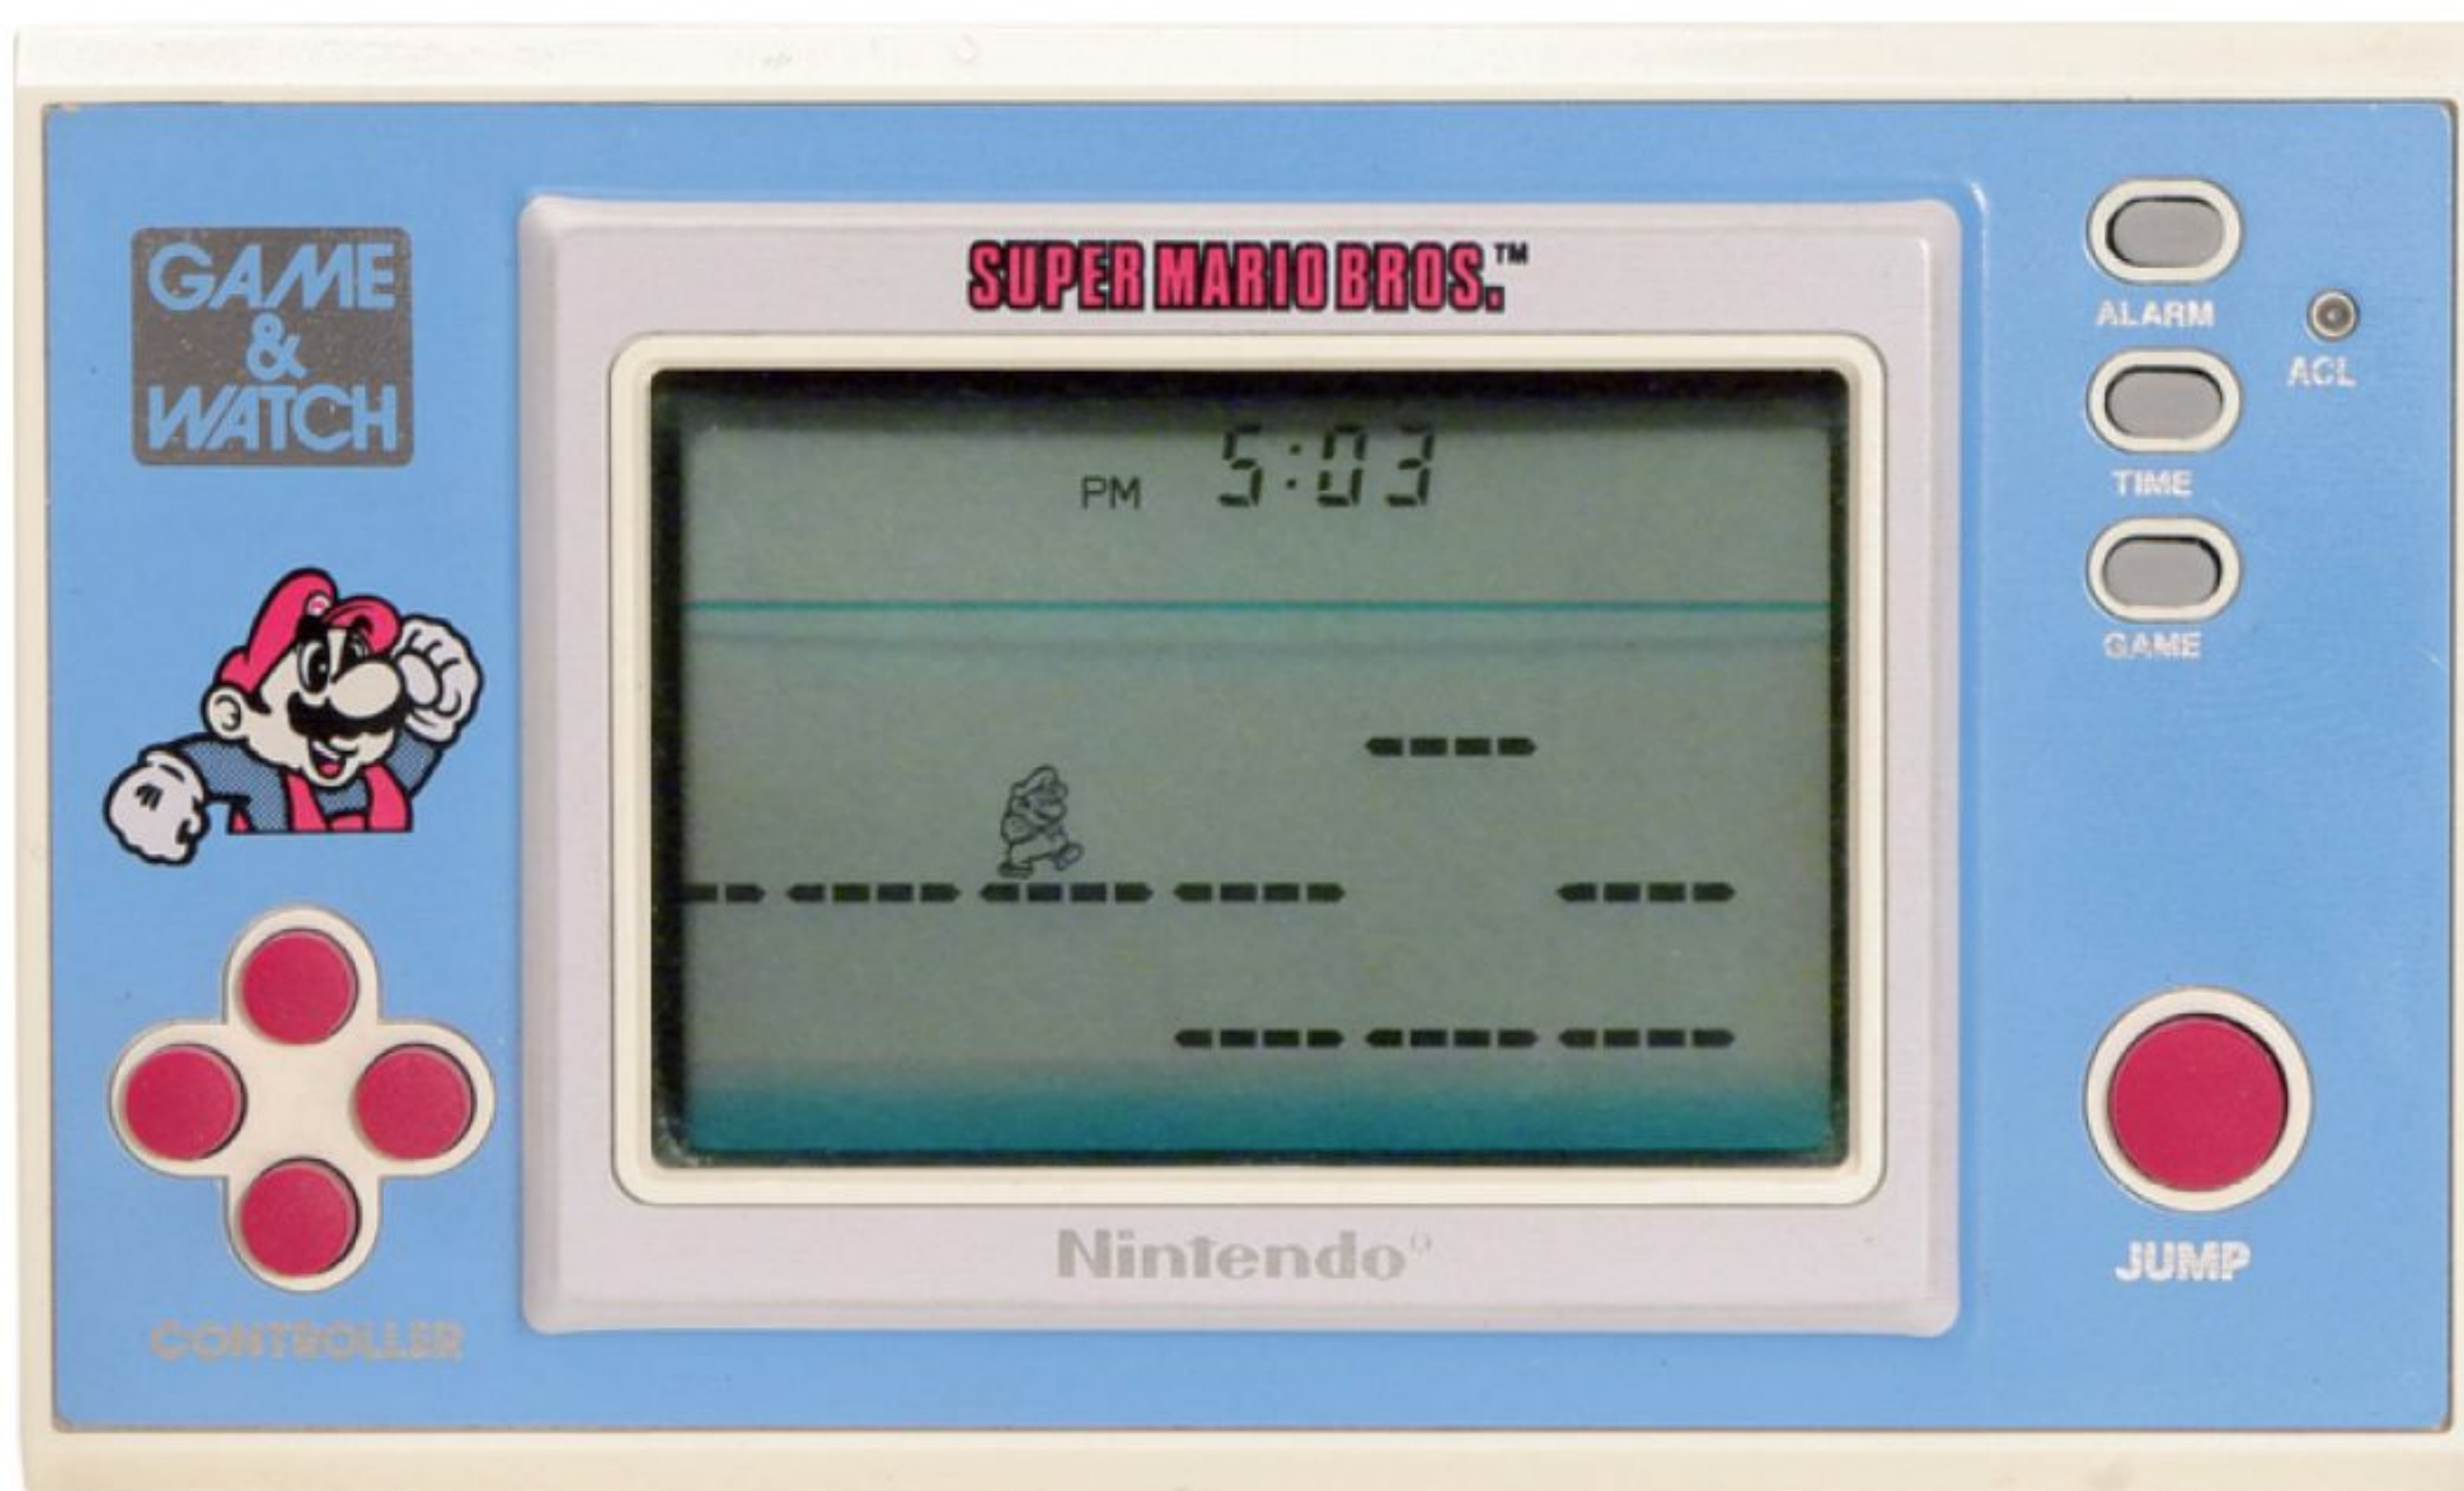 GAME
&
WATCH
SUPER MARIO BROS.™
PM 5:03
ALARM
ACL
TIME
GAME
CONTROLLER
Nintendo®
JUMP